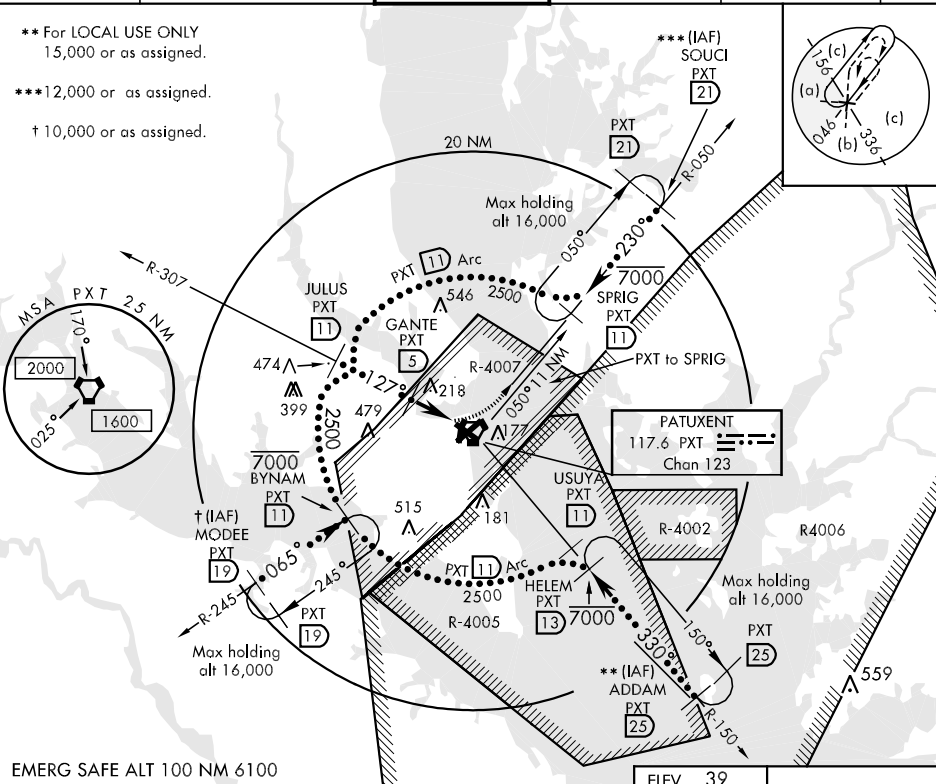 ** For LOCAL USE ONLY
15,000 or as assigned.
***12,000 or as assigned.
† 10,000 or as assigned.
*** (IAF)
SOUCI
PXT
21
PXT
21
R-050
20 NM
Max holding
alt 16,000
050°
230°
7000
SPRIG
PXT
11
PXT to SPRIG
156
(c)
(a)
046
(b)
336
(c)
R-307
PXT 11 Arc
2500
546
JULUS
PXT
11
GANTE
PXT
5
474
399
127°
218
R-4007
050° 11 NM
MSA PXT 25 NM
170°
2000
025°
1600
479
2500
177
PATUXENT
117.6 PXT
Chan 123
7000
BYNAM
PXT
11
515
181
USUYA
PXT
11
R-4002
R4006
† (IAF)
MODEE
PXT
19
065°
245°
R-245
PXT
19
Max holding
alt 16,000
PXT 11 Arc
2500
R-4005
HELEM
PXT
13
7000
Max holding
alt 16,000
150°
PXT
25
330°
** (IAF)
ADDAM
PXT
25
R-150
559
EMERG SAFE ALT 100 NM 6100
ELEV 39